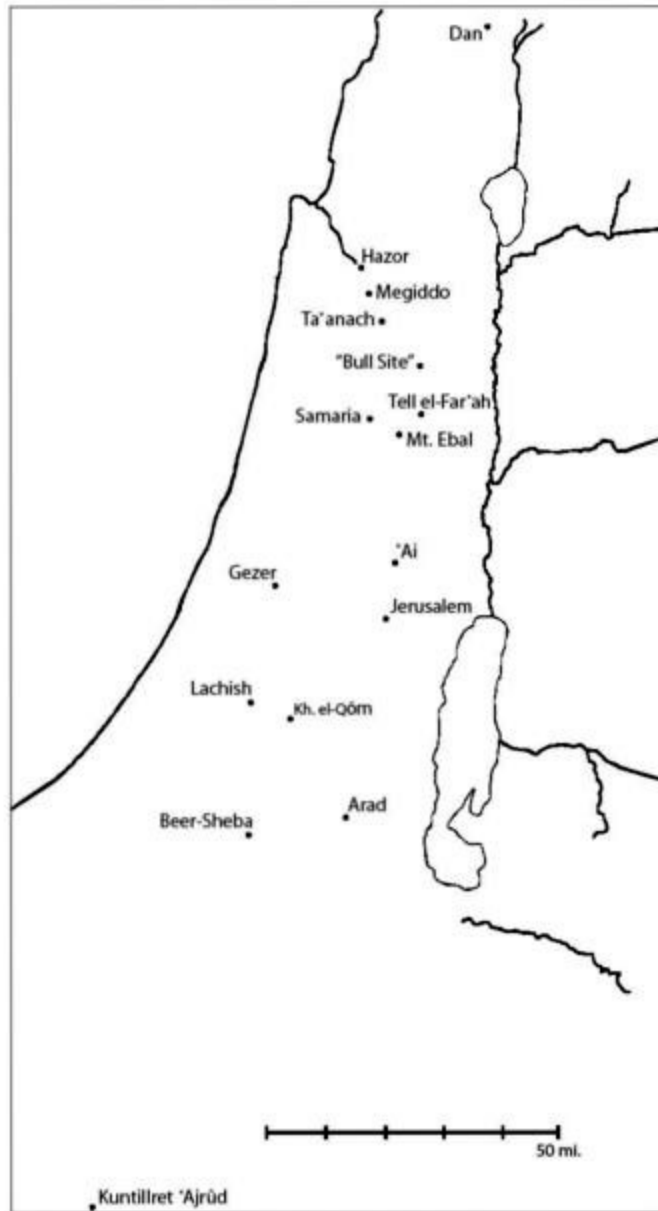 Dan
Hazor
Megiddo
Ta‛anach
"Bull Site"
Tell el-Far‛ah
Samaria
Mt. Ebal
‛Ai
Gezer
Jerusalem
Lachish
Kh. el-Qôm
Arad
Beer-Sheba
50 mi.
Kuntillret ‛Ajrûd